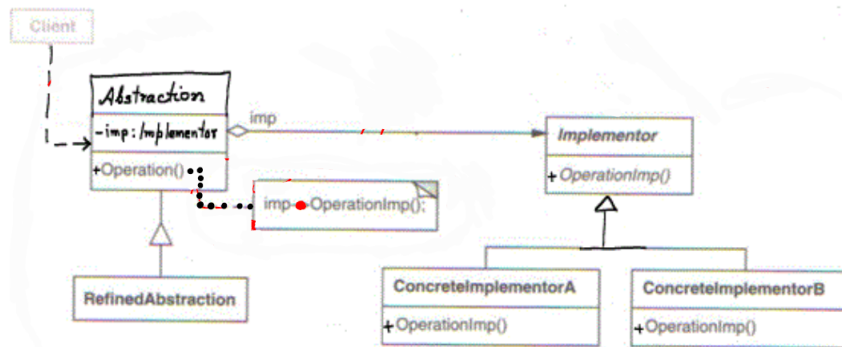 Client
Abstraction
-imp: Implementor
+Operation()
imp
Implementor
+OperationImp()
imp•OperationImp();
RefinedAbstraction
ConcreteImplementorA
+OperationImp()
ConcreteImplementorB
+OperationImp()